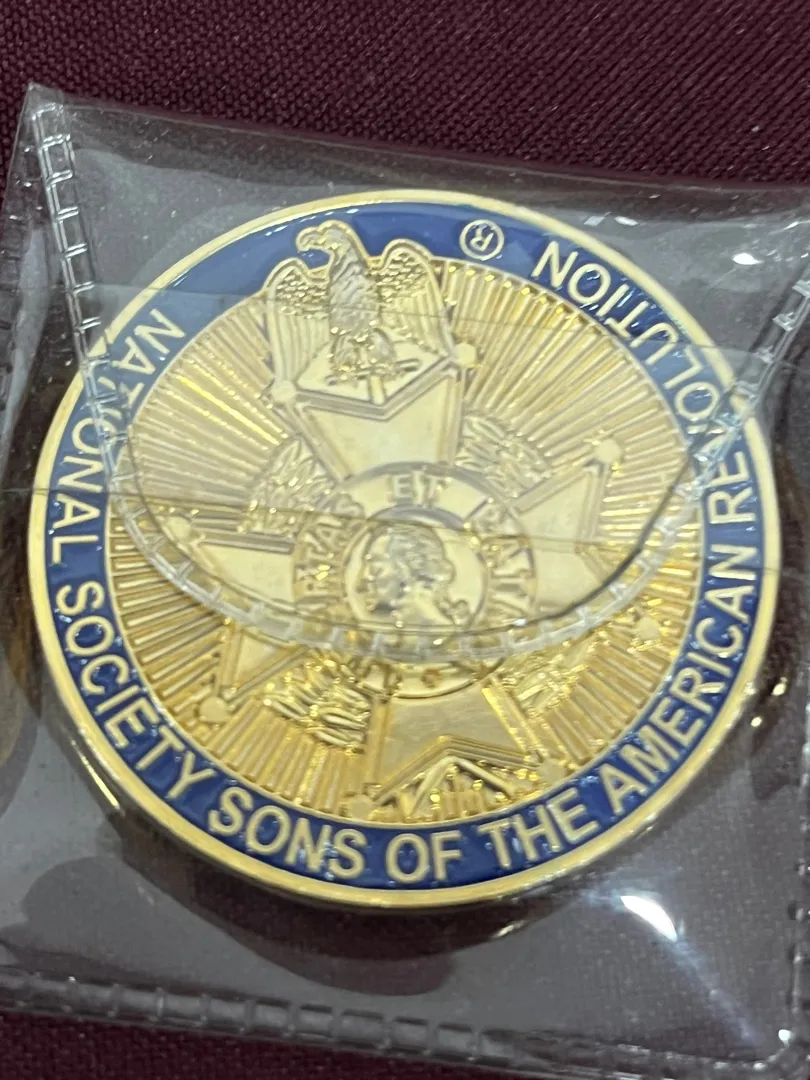 NATIONAL SOCIETY SONS OF THE AMERICAN REVOLUTION ®
ET